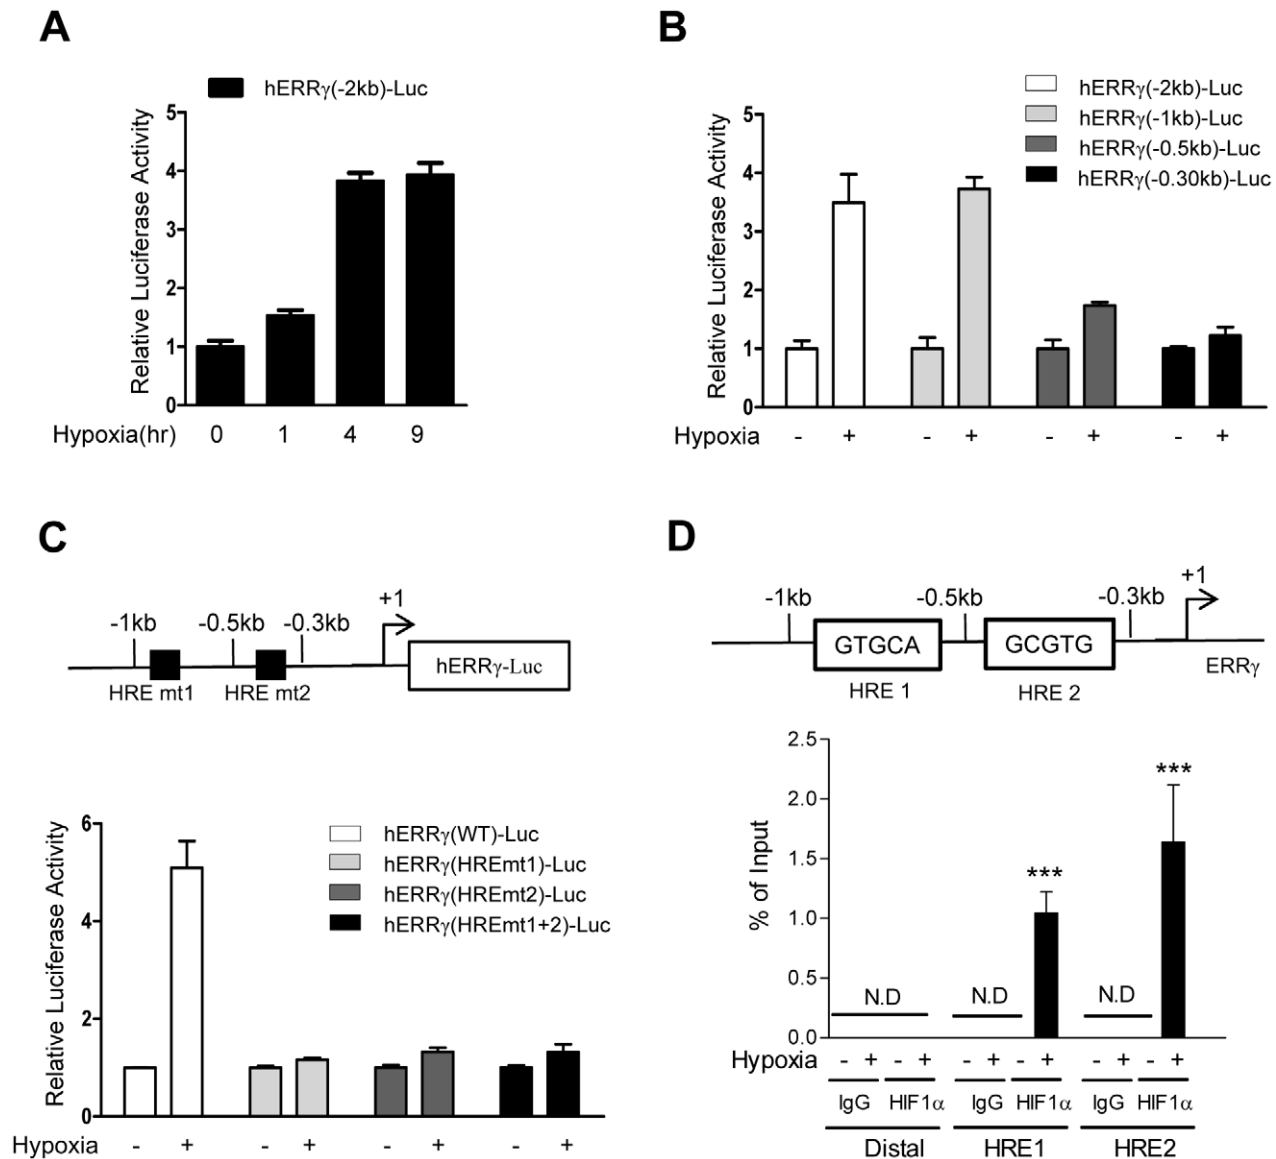 A
hERRγ(-2kb)-Luc
Relative Luciferase Activity
5
4
3
2
1
0
Hypoxia(hr) 0 1 4 9
B
hERRγ(-2kb)-Luc
hERRγ(-1kb)-Luc
hERRγ(-0.5kb)-Luc
hERRγ(-0.30kb)-Luc
Relative Luciferase Activity
5
4
3
2
1
0
Hypoxia - + - + - + - +
C
+1
-1kb -0.5kb -0.3kb
hERRγ-Luc
HRE mt1 HRE mt2
hERRγ(WT)-Luc
hERRγ(HREmt1)-Luc
hERRγ(HREmt2)-Luc
hERRγ(HREmt1+2)-Luc
Relative Luciferase Activity
6
4
2
0
Hypoxia - + - + - + - +
D
+1
-1kb -0.5kb -0.3kb
GTGCA GCGTG
ERRγ
HRE 1 HRE 2
% of Input
2.5
2.0
1.5
1.0
0.5
0.0
***
***
N.D N.D N.D
Hypoxia - + - + - + - + - + - +
IgG HIF1α IgG HIF1α IgG HIF1α
Distal HRE1 HRE2